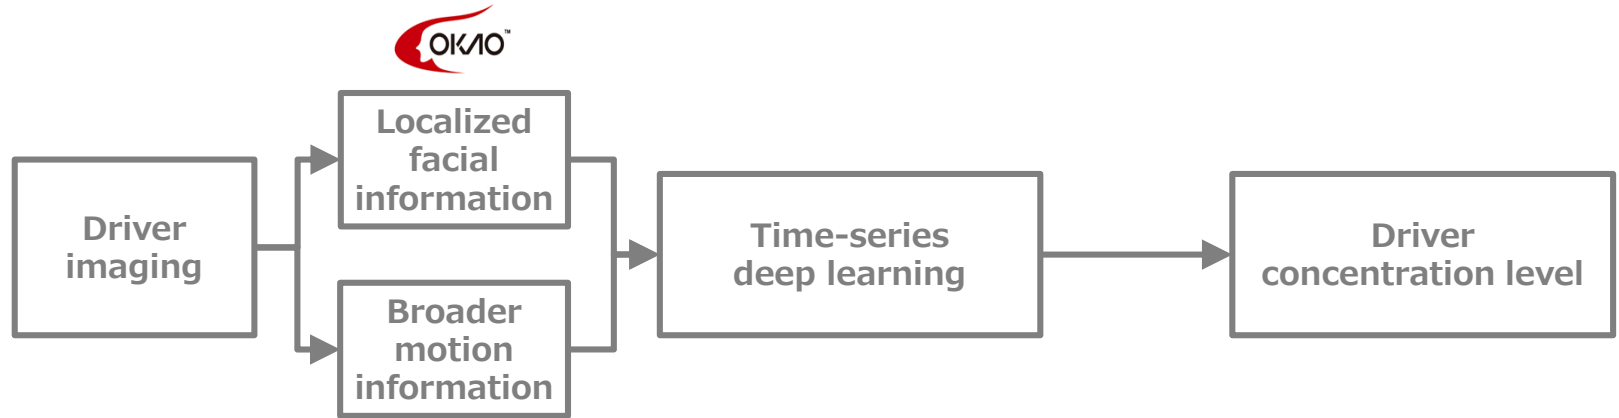 OKAO™
Driver
imaging
Localized
facial
information
Broader
motion
information
Time-series
deep learning
Driver
concentration level